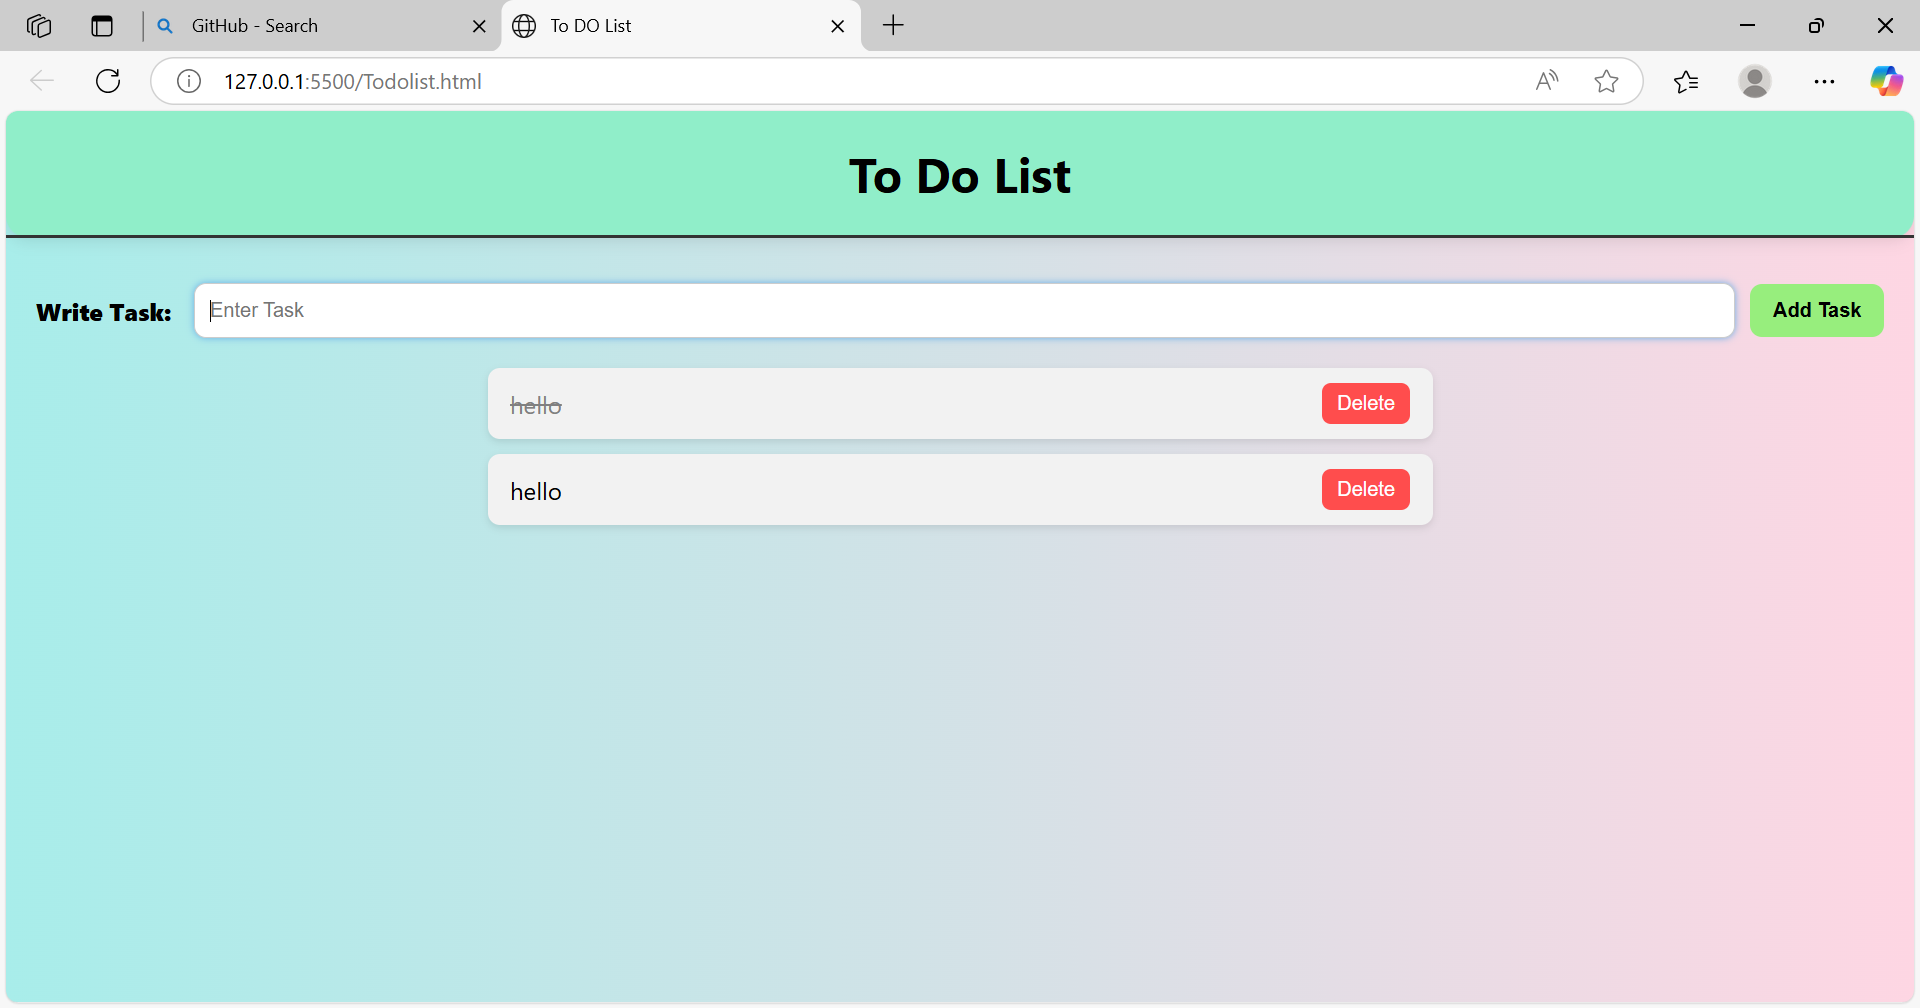 GitHub - Search
To DO List
127.0.0.1:5500/Todolist.html
To Do List
Write Task:
Enter Task
Add Task
hello
Delete
hello
Delete